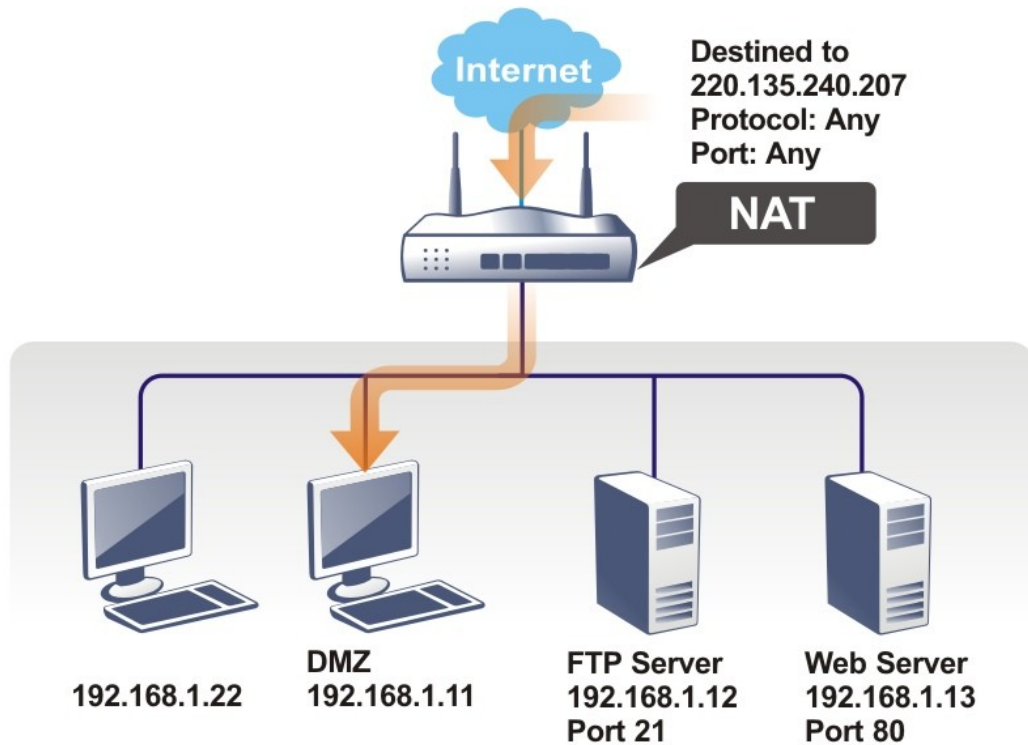 Internet
Destined to
220.135.240.207
Protocol: Any
Port: Any
NAT
192.168.1.22
DMZ
192.168.1.11
FTP Server
192.168.1.12
Port 21
Web Server
192.168.1.13
Port 80